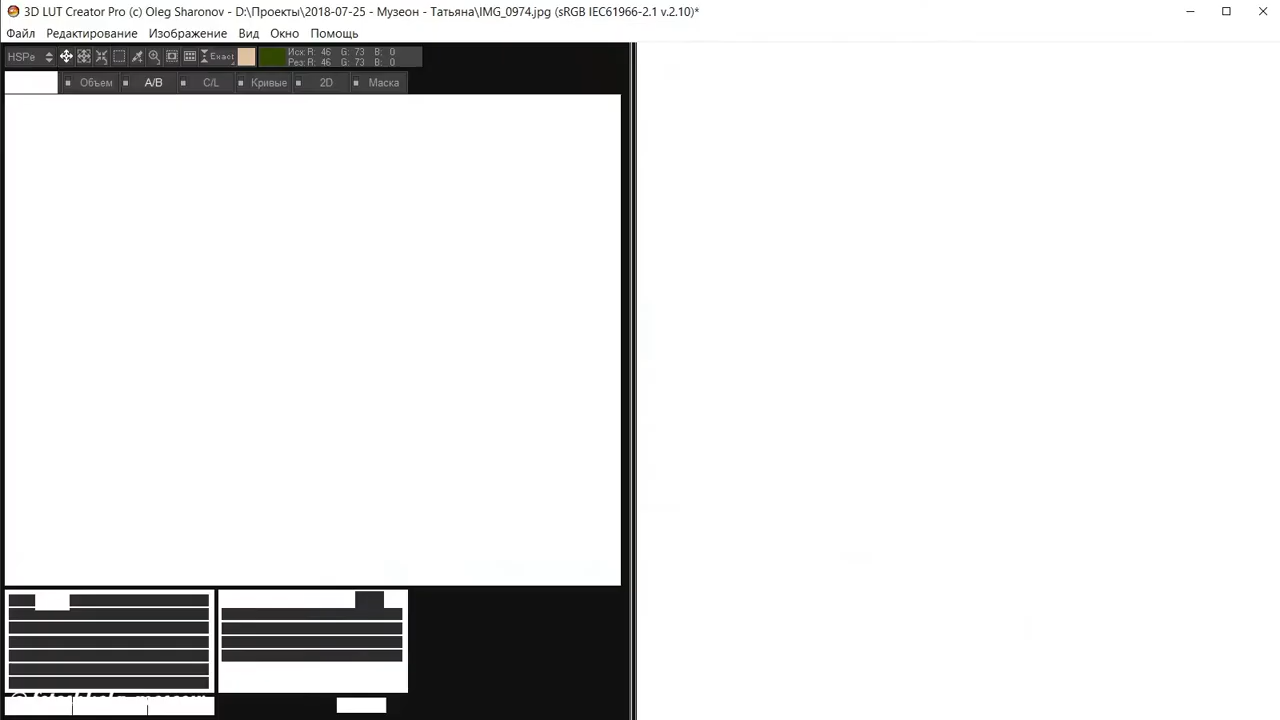 3D LUT Creator Pro (c) Oleg Sharonov - D:\Проекты\2018-07-25 - Музеон - Татьяна\IMG_0974.jpg (sRGB IEC61966-2.1 v.2.10)*
Файл Редактирование Изображение Вид Окно Помощь
HSPe Exact Исх: R: 46 G: 73 B: 0
Рез: R: 46 G: 73 B: 0
Объем A/B C/L Кривые 2D Маска